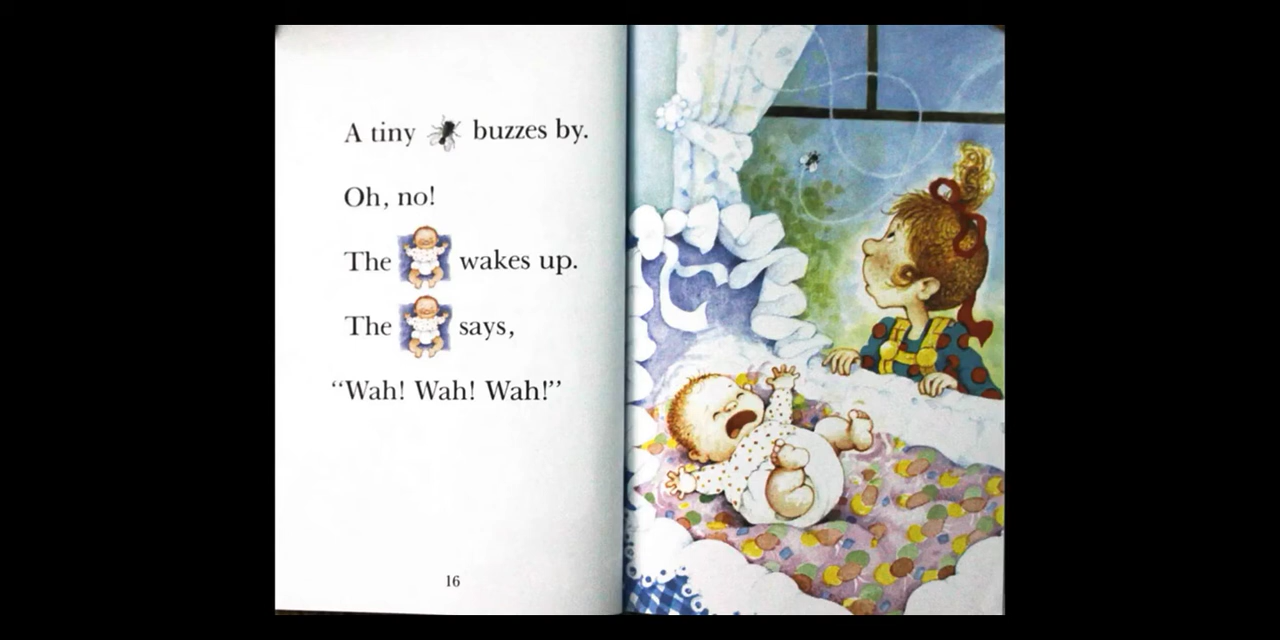 A tiny buzzes by.
Oh, no!
The wakes up.
The says,
“Wah! Wah! Wah!”
16